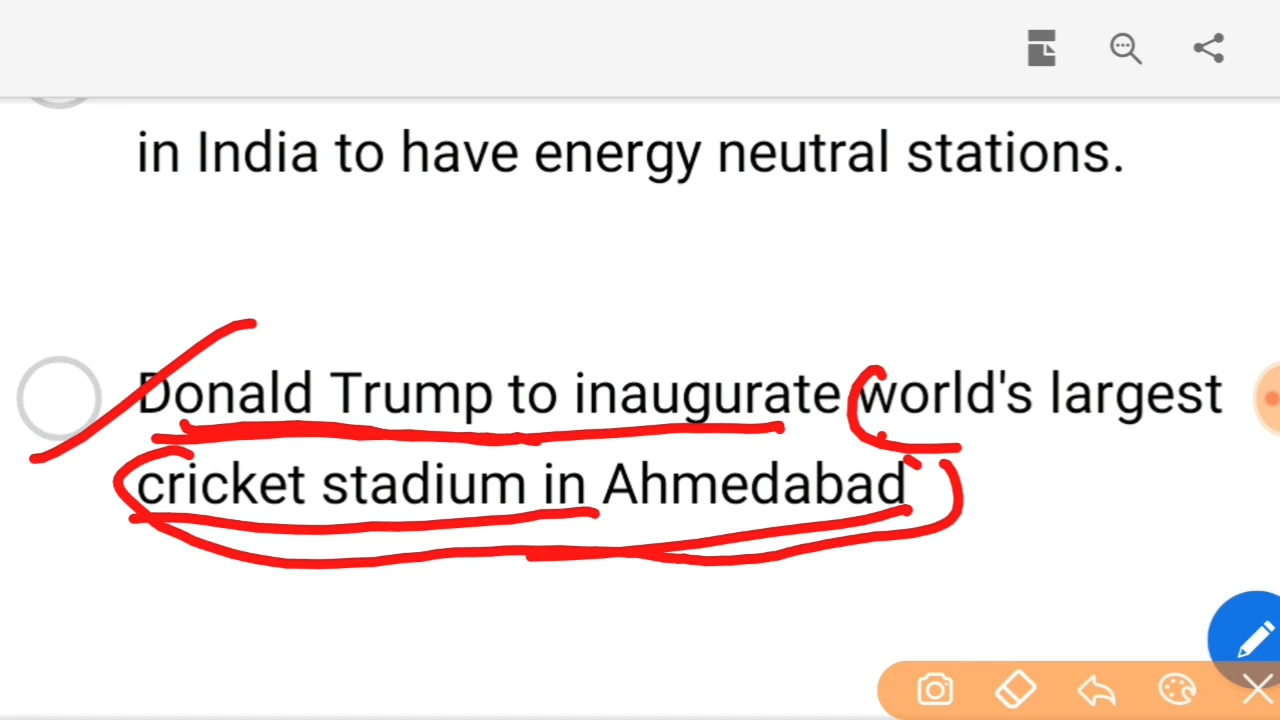 in India to have energy neutral stations.
Donald Trump to inaugurate world's largest
cricket stadium in Ahmedabad